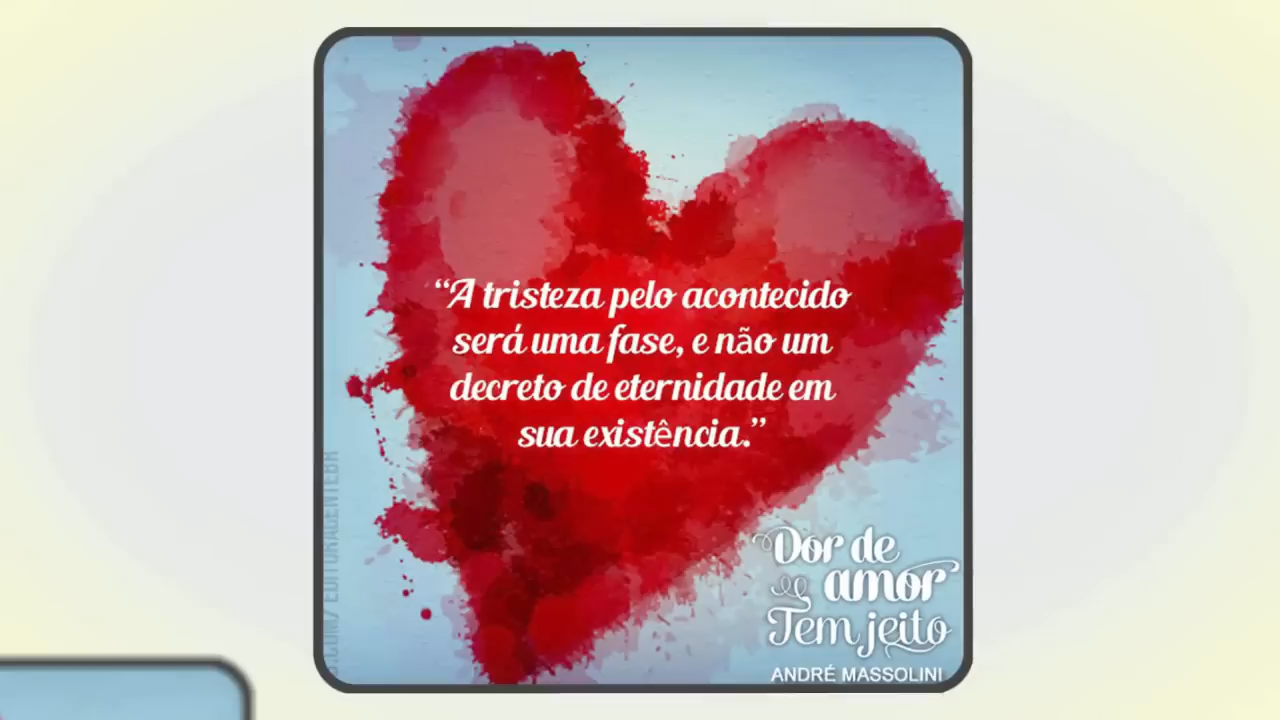 “A tristeza pelo acontecido
será uma fase, e não um
decreto de eternidade em
sua existência.”
Dor de
amor
Tem jeito
ANDRÉ MASSOLINI
EDITORAGENTEBR